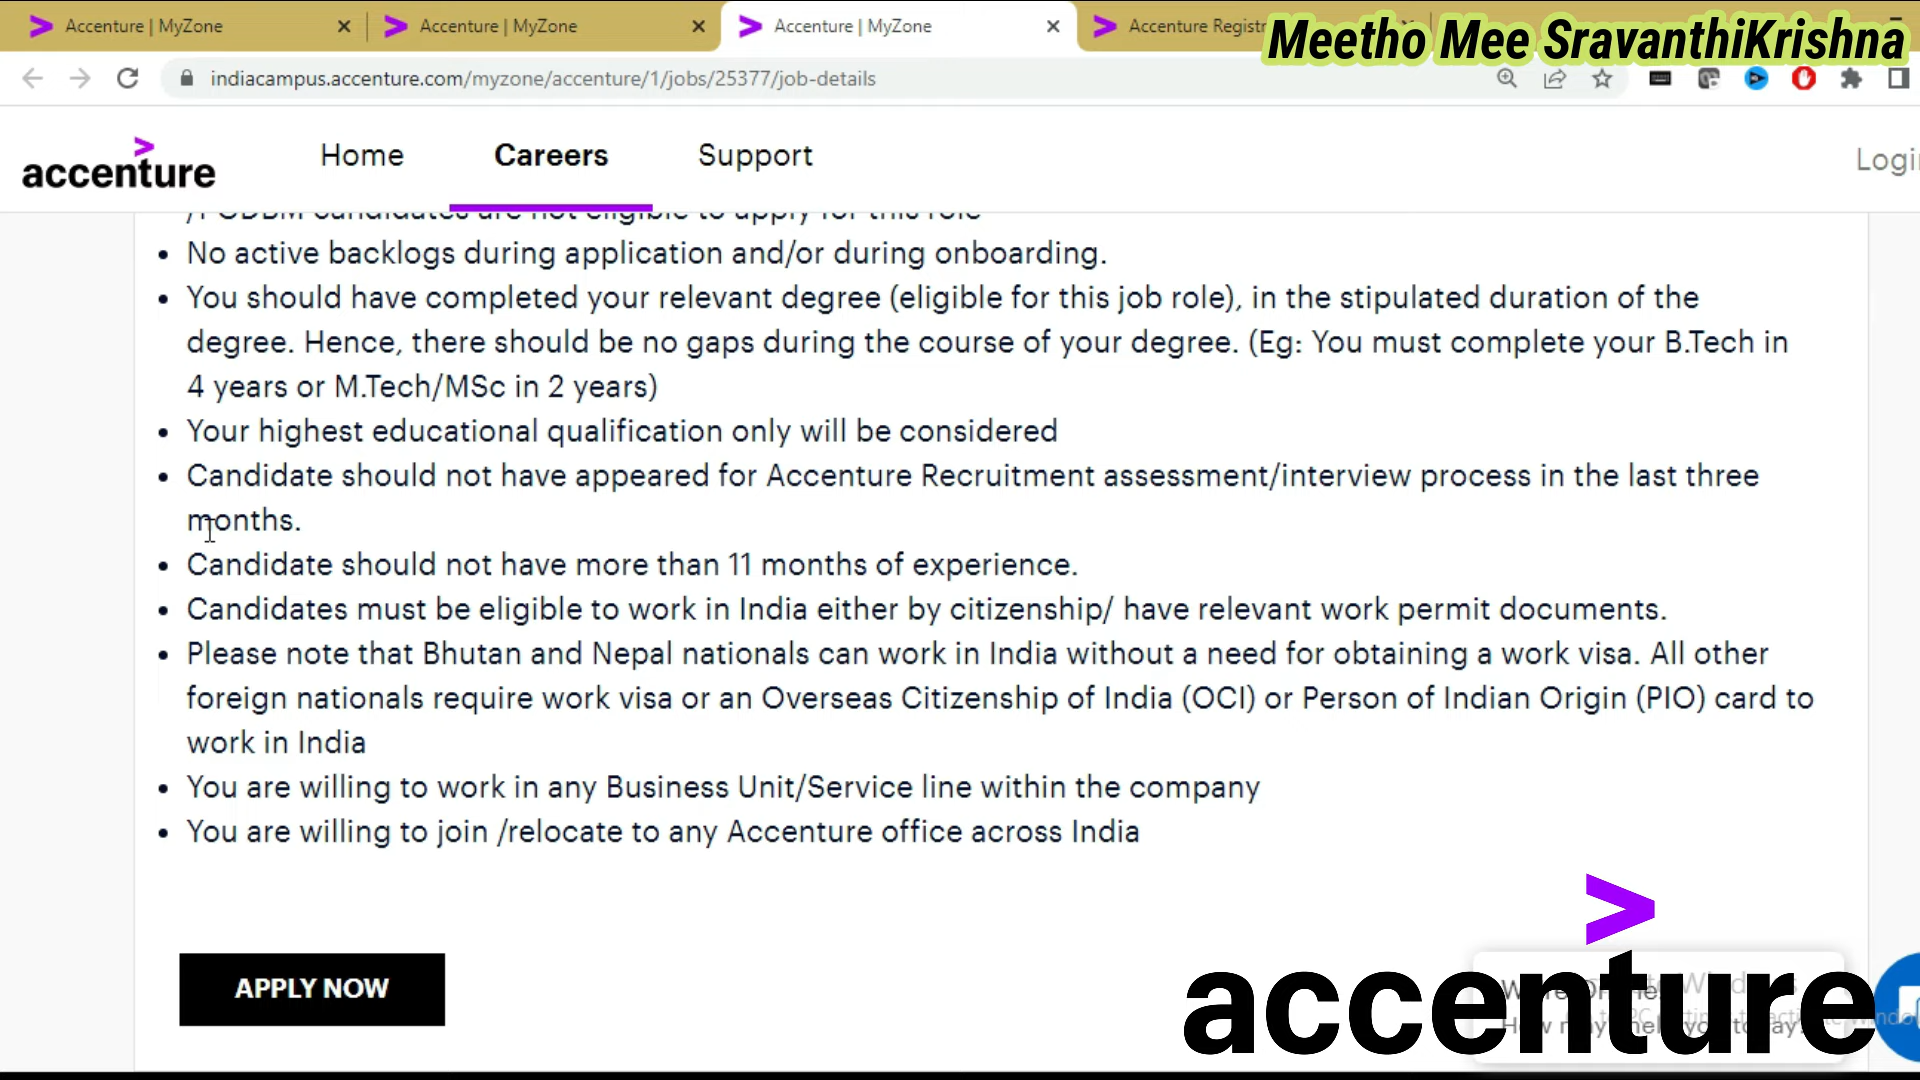 Accenture | MyZone
Accenture | MyZone
Accenture | MyZone
Accenture Registr
Meetho Mee SravanthiKrishna
indiacampus.accenture.com/myzone/accenture/1/jobs/25377/job-details
accenture
Home
Careers
Support
Login
candidates are not eligible to apply for this role
No active backlogs during application and/or during onboarding.
You should have completed your relevant degree (eligible for this job role), in the stipulated duration of the
degree. Hence, there should be no gaps during the course of your degree. (Eg: You must complete your B.Tech in
4 years or M.Tech/MSc in 2 years)
Your highest educational qualification only will be considered
Candidate should not have appeared for Accenture Recruitment assessment/interview process in the last three
months.
Candidate should not have more than 11 months of experience.
Candidates must be eligible to work in India either by citizenship/ have relevant work permit documents.
Please note that Bhutan and Nepal nationals can work in India without a need for obtaining a work visa. All other
foreign nationals require work visa or an Overseas Citizenship of India (OCI) or Person of Indian Origin (PIO) card to
work in India
You are willing to work in any Business Unit/Service line within the company
You are willing to join /relocate to any Accenture office across India
APPLY NOW
accenture